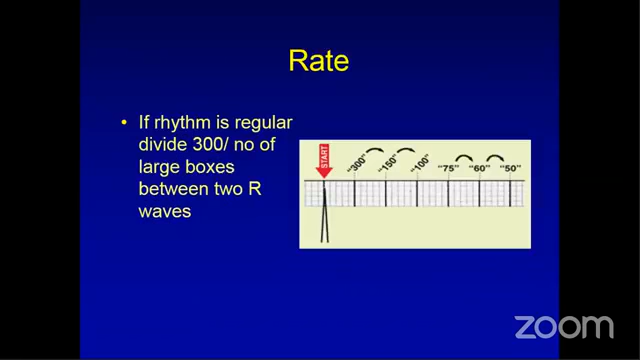 Rate
• If rhythm is regular
divide 300/ no of
large boxes
between two R
waves
START
"300" "150" "100" "75" "60" "50"
zoom